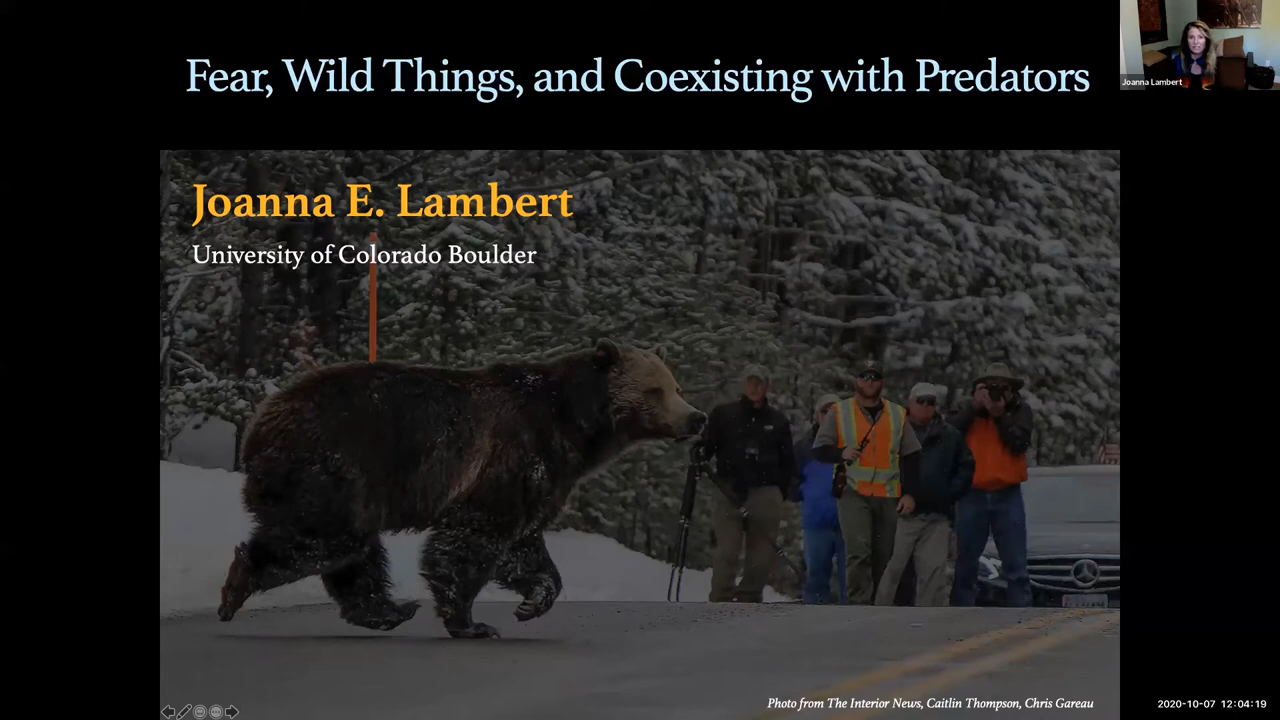 Fear, Wild Things, and Coexisting with Predators
Joanna Lambert
Joanna E. Lambert
University of Colorado Boulder
Photo from The Interior News, Caitlin Thompson, Chris Gareau
2020-10-07 12:04:19